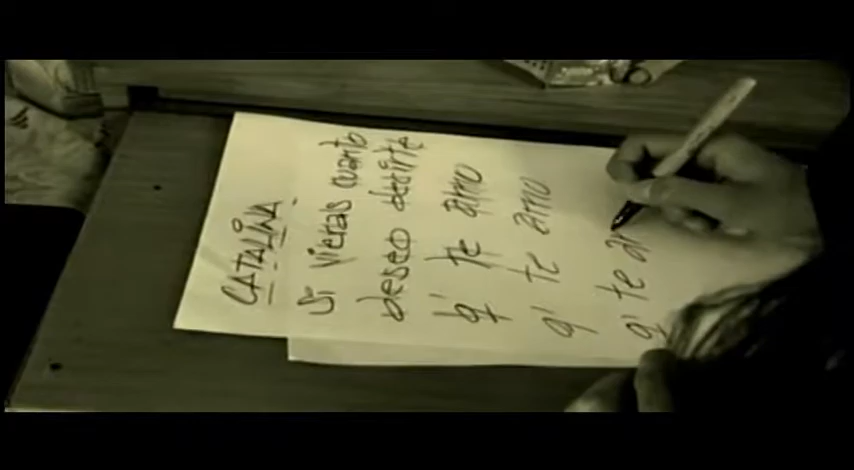 CATALINA
Si vieras cuanto
deseo decirte
q' te amo
q' te amo
q' te a